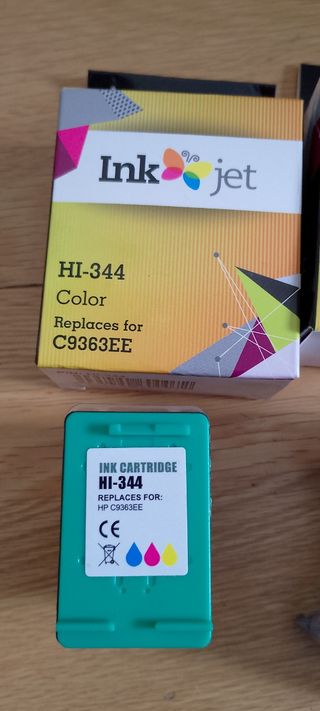 Ink jet
HI-344
Color
Replaces for
C9363EE
INK CARTRIDGE
HI-344
REPLACES FOR:
HP C9363EE
CE